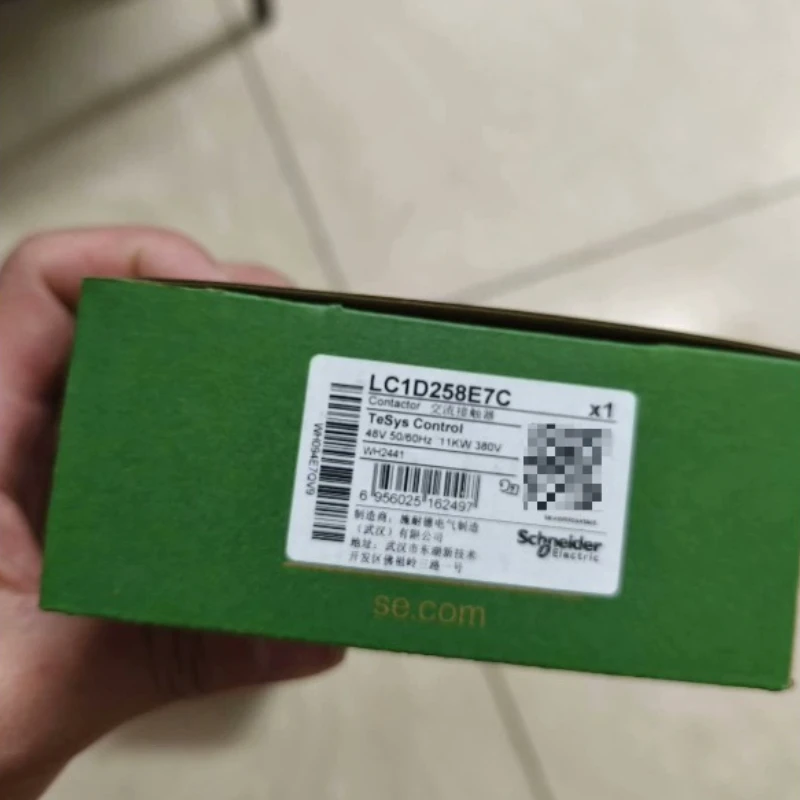 LC1D258E7C
x1
Contactor 交流接触器
TeSys Control
48V 50/60Hz 11KW 380V
WH2441
6 956025 162497
制造商：施耐德电气制造
（武汉）有限公司
地址：武汉市东湖新技术
开发区佛祖岭三路一号
Schneider
Electric
se.com